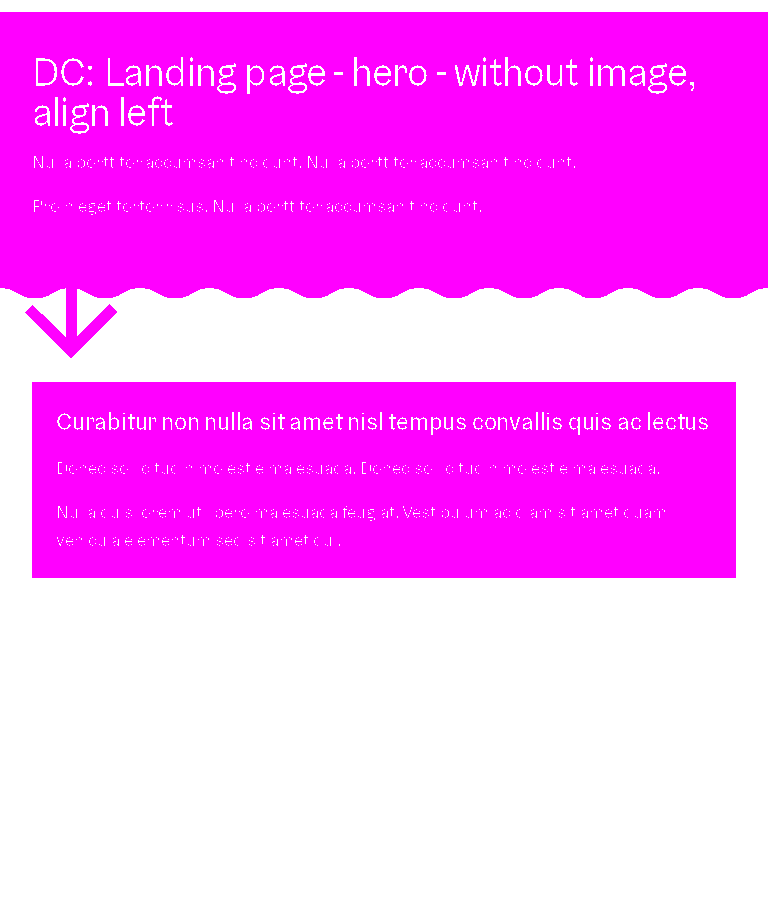 DC: Landing page - hero - without image,
align left
Nulla porttitor accumsan tincidunt. Nulla porttitor accumsan tincidunt.
Proin eget tortor risus. Nulla porttitor accumsan tincidunt.
Curabitur non nulla sit amet nisl tempus convallis quis ac lectus
Donec sollicitudin molestie malesuada. Donec sollicitudin molestie malesuada.
Nulla quis lorem ut libero malesuada feugiat. Vestibulum ac diam sit amet quam
vehicula elementum sed sit amet dui.